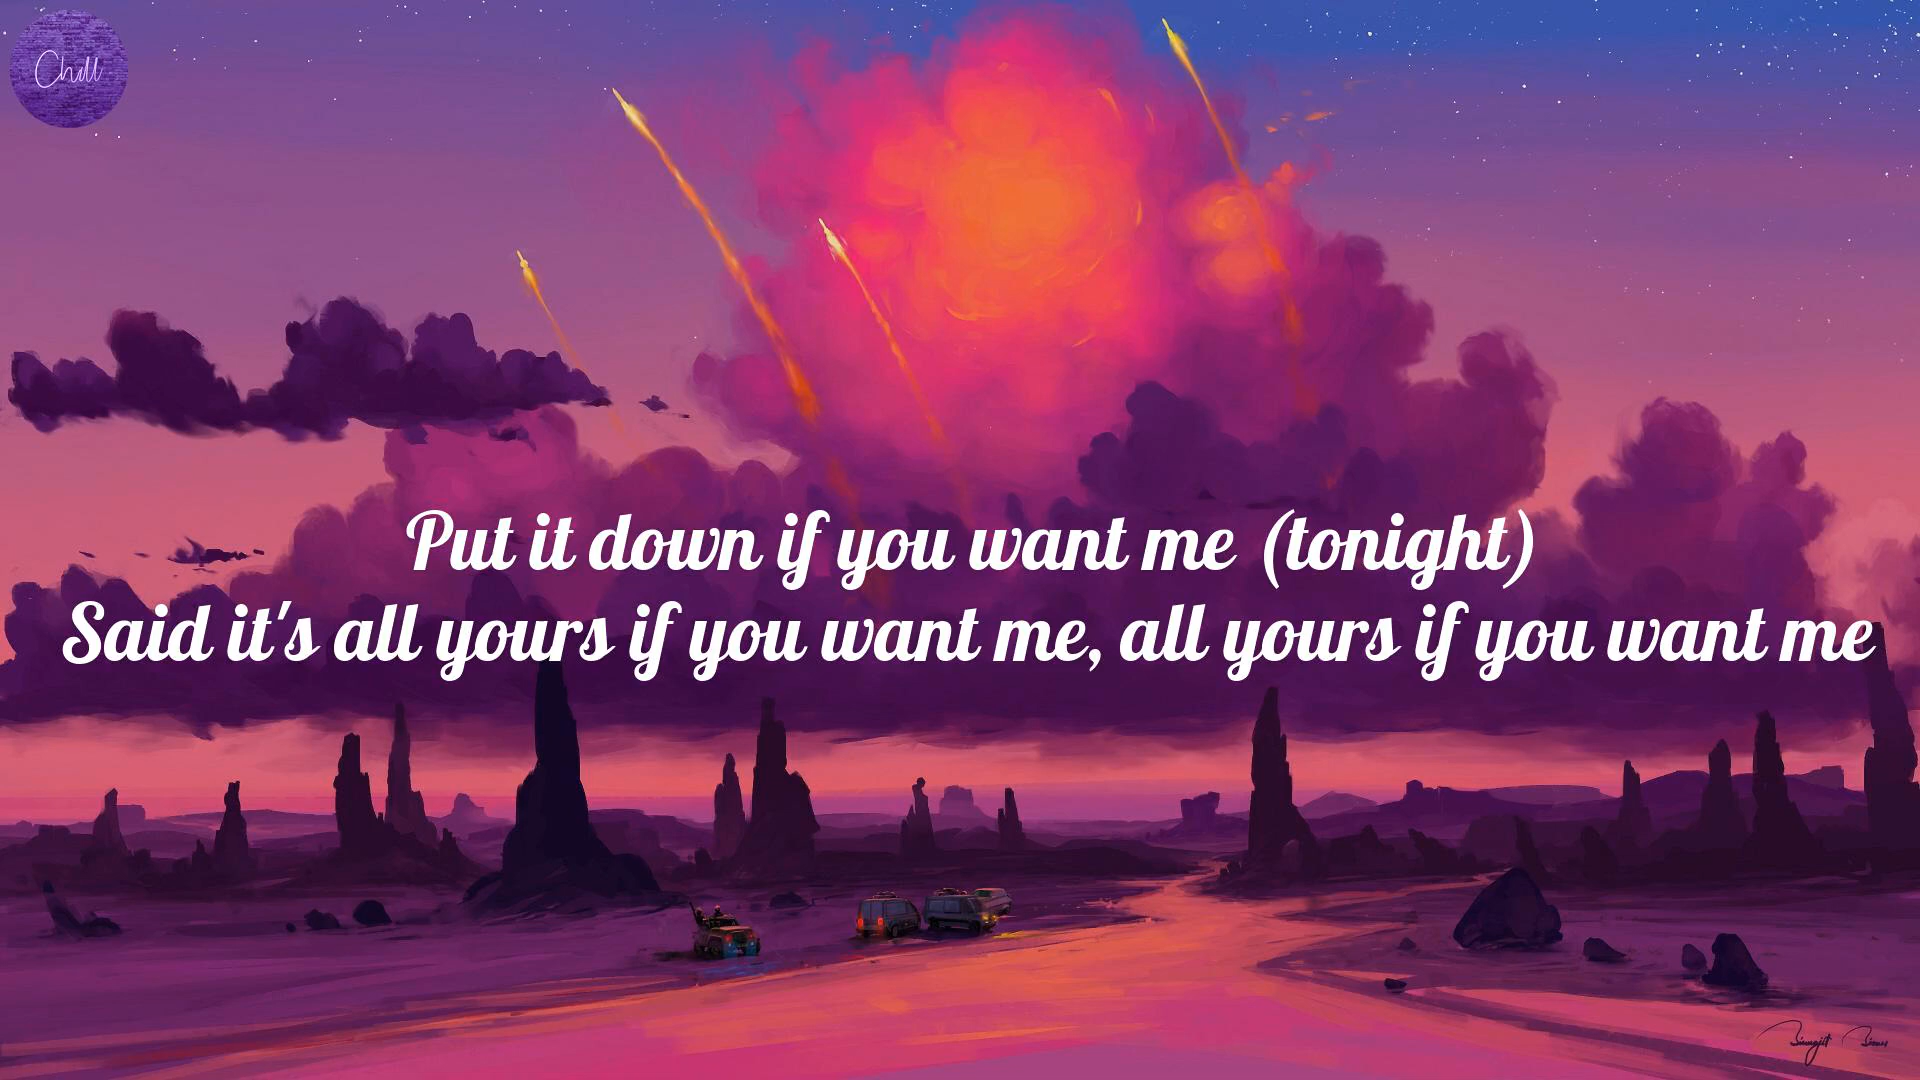 Chill
Put it down if you want me (tonight)
Said it's all yours if you want me, all yours if you want me